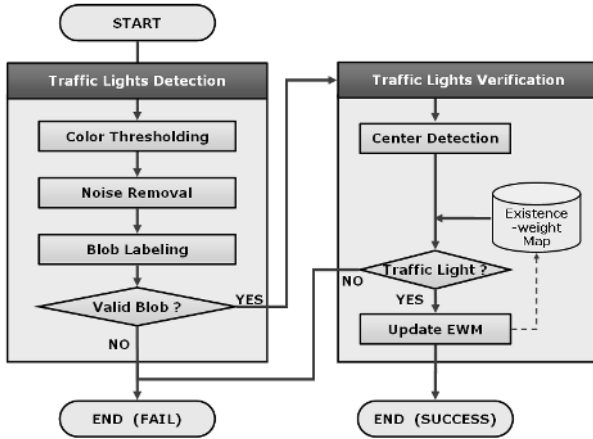 START
Traffic Lights Detection
Color Thresholding
Noise Removal
Blob Labeling
Valid Blob ?
YES
NO
END (FAIL)
Traffic Lights Verification
Center Detection
Existence
-weight
Map
Traffic Light ?
NO
YES
Update EWM
END (SUCCESS)